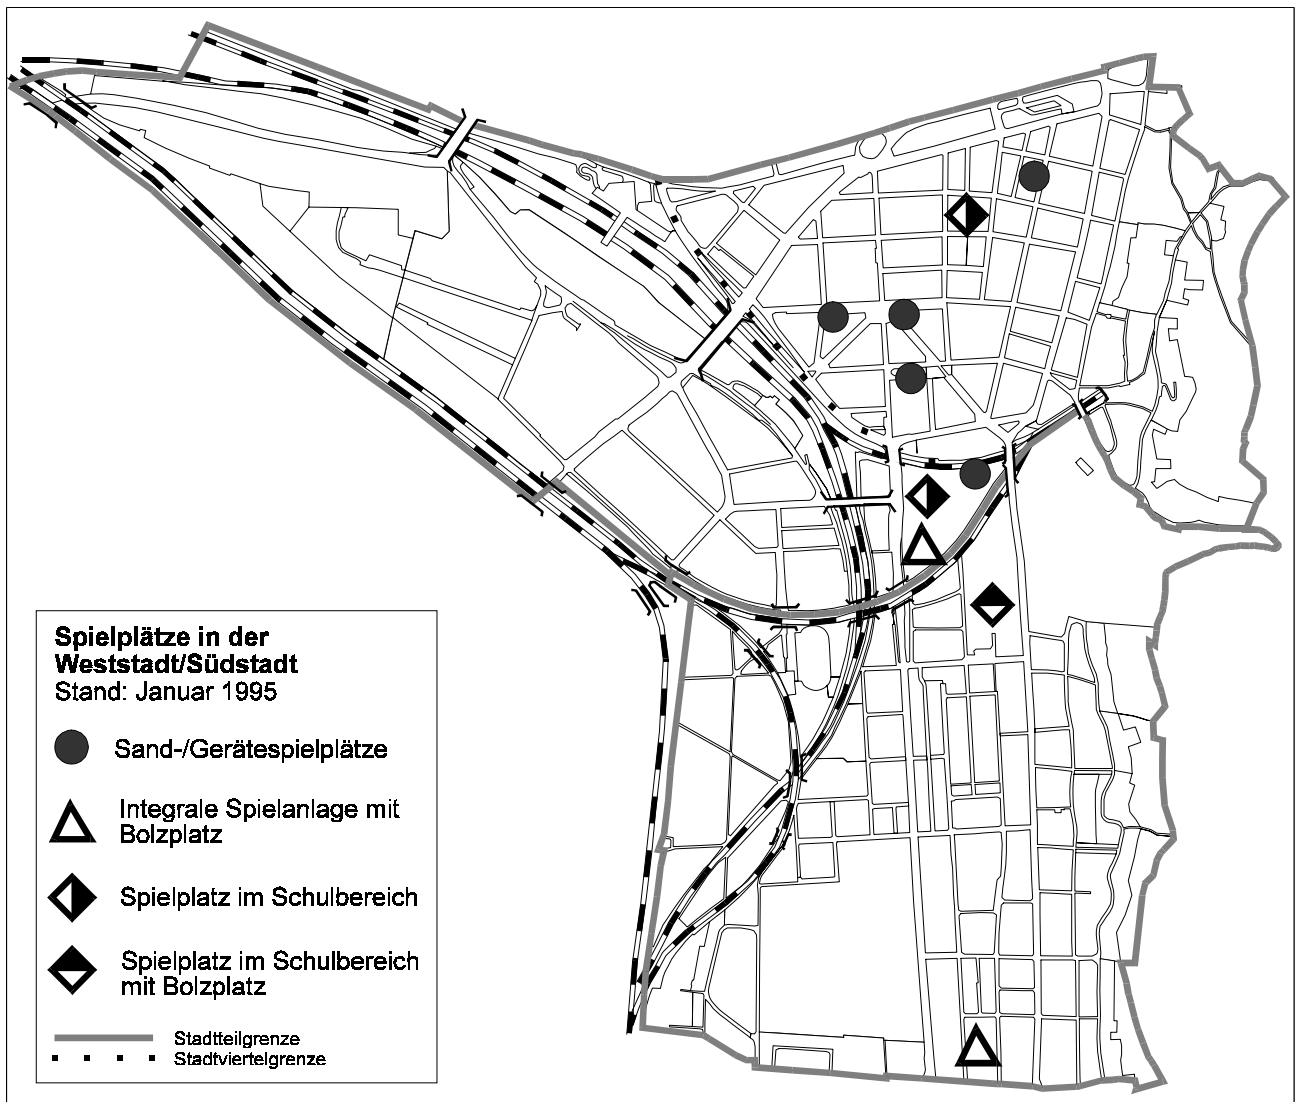 Spielplätze in der
Weststadt/Südstadt
Stand: Januar 1995
Sand-/Gerätespielplätze
Integrale Spielanlage mit
Bolzplatz
Spielplatz im Schulbereich
Spielplatz im Schulbereich
mit Bolzplatz
Stadtteilgrenze
Stadtviertelgrenze